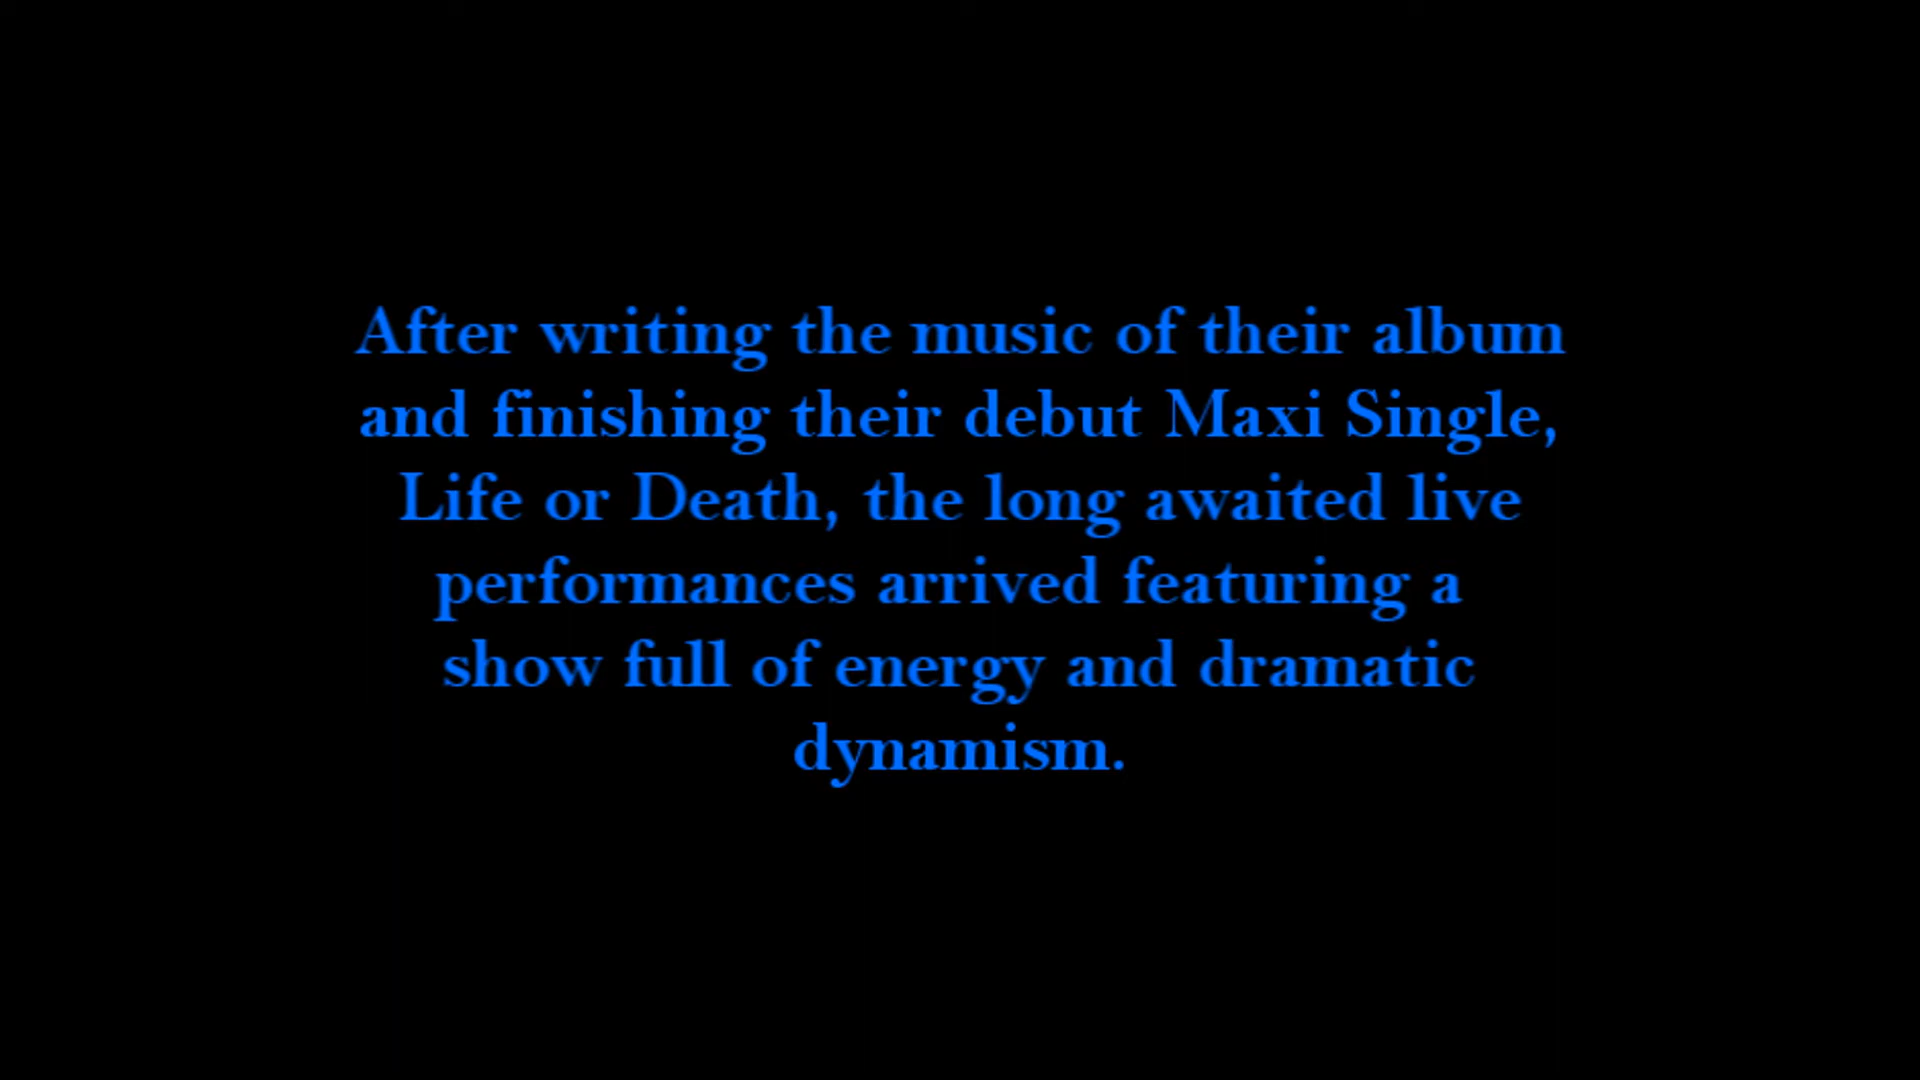 After writing the music of their album
and finishing their debut Maxi Single,
Life or Death, the long awaited live
performances arrived featuring a
show full of energy and dramatic
dynamism.